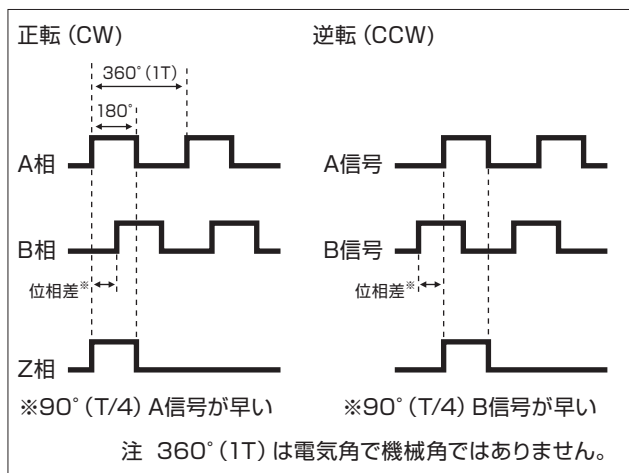 正転（CW）
逆転（CCW）
360°（1T）
180°
A相
A信号
B相
B信号
位相差※
位相差※
Z相
※90°（T/4）A信号が早い
※90°（T/4）B信号が早い
注 360°（1T）は電気角で機械角ではありません。